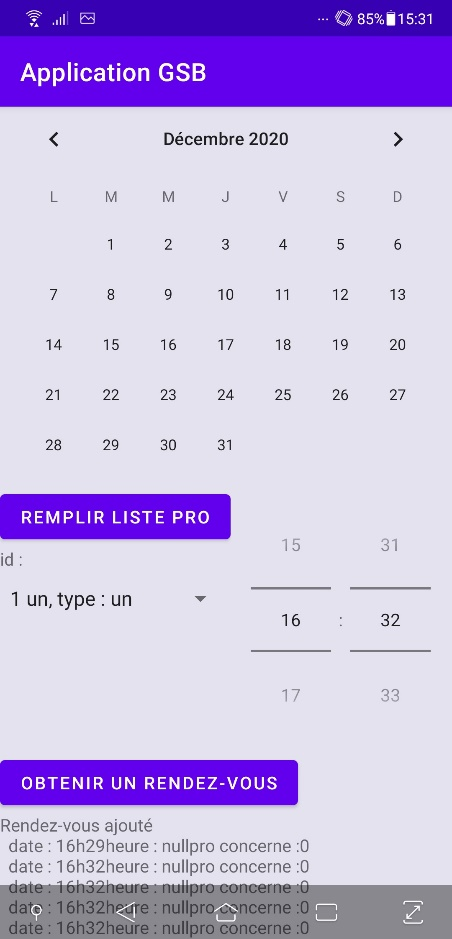 85% 15:31
Application GSB
Décembre 2020
L M M J V S D
1 2 3 4 5 6
7 8 9 10 11 12 13
14 15 16 17 18 19 20
21 22 23 24 25 26 27
28 29 30 31
REMPLIR LISTE PRO
id :
1 un, type : un
15 31
16 : 32
17 33
OBTENIR UN RENDEZ-VOUS
Rendez-vous ajouté
date : 16h29heure : nullpro concerne :0
date : 16h32heure : nullpro concerne :0
date : 16h32heure : nullpro concerne :0
date : 16h32heure : nullpro concerne :0
date : 16h32heure : nullpro concerne :0